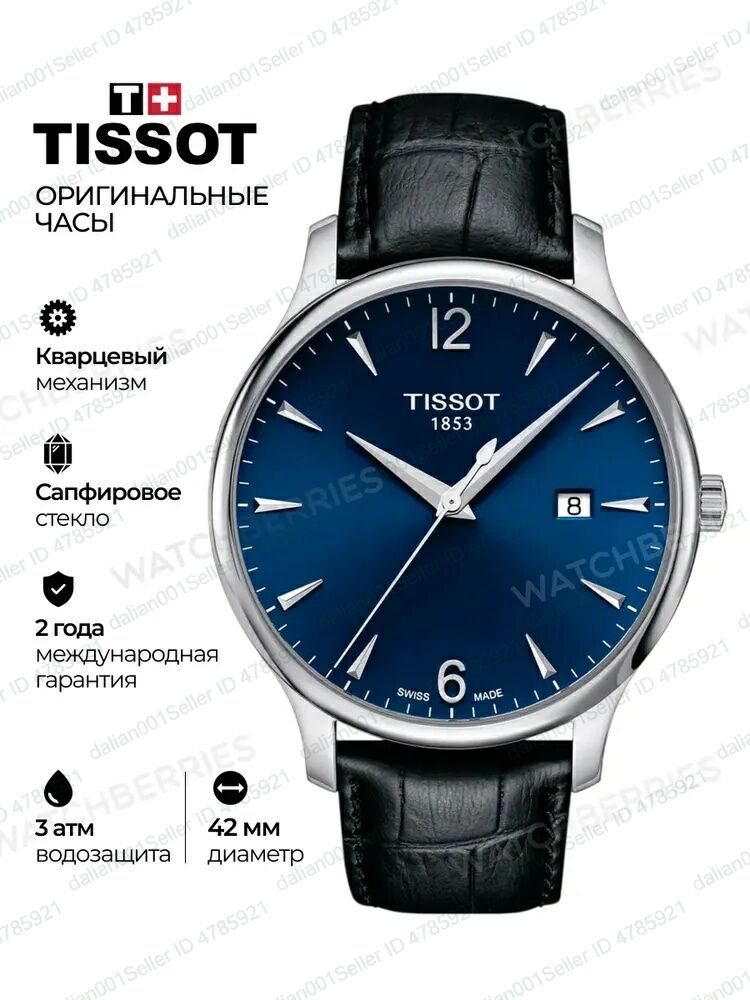 T+
TISSOT
ОРИГИНАЛЬНЫЕ
ЧАСЫ
Кварцевый
механизм
Сапфировое
стекло
2 года
международная
гарантия
3 атм
водозащита
42 мм
диаметр
12
TISSOT
1853
8
6
SWISS MADE
WATCHBERRIES
dalian001Seller ID 4785921